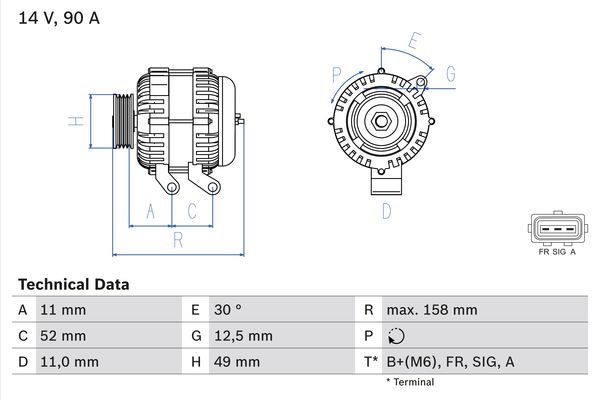 14 V, 90 A
H
A
C
R
P
E
G
D
FR SIG A
Technical Data
A 11 mm E 30 ° R max. 158 mm
C 52 mm G 12,5 mm P
D 11,0 mm H 49 mm T* B+(M6), FR, SIG, A
* Terminal